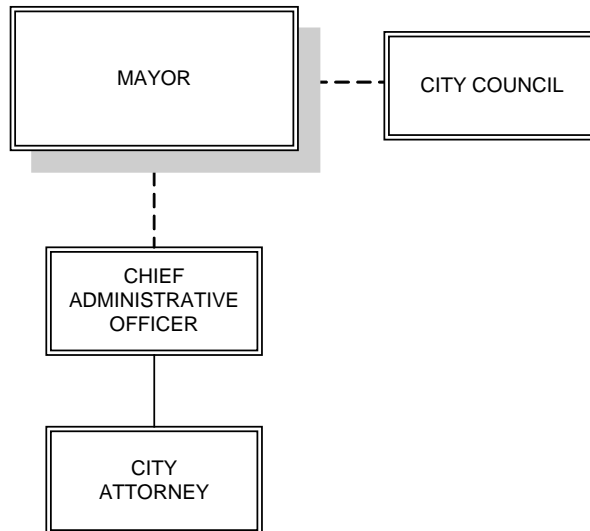 MAYOR
CITY COUNCIL
CHIEF
ADMINISTRATIVE
OFFICER
CITY
ATTORNEY